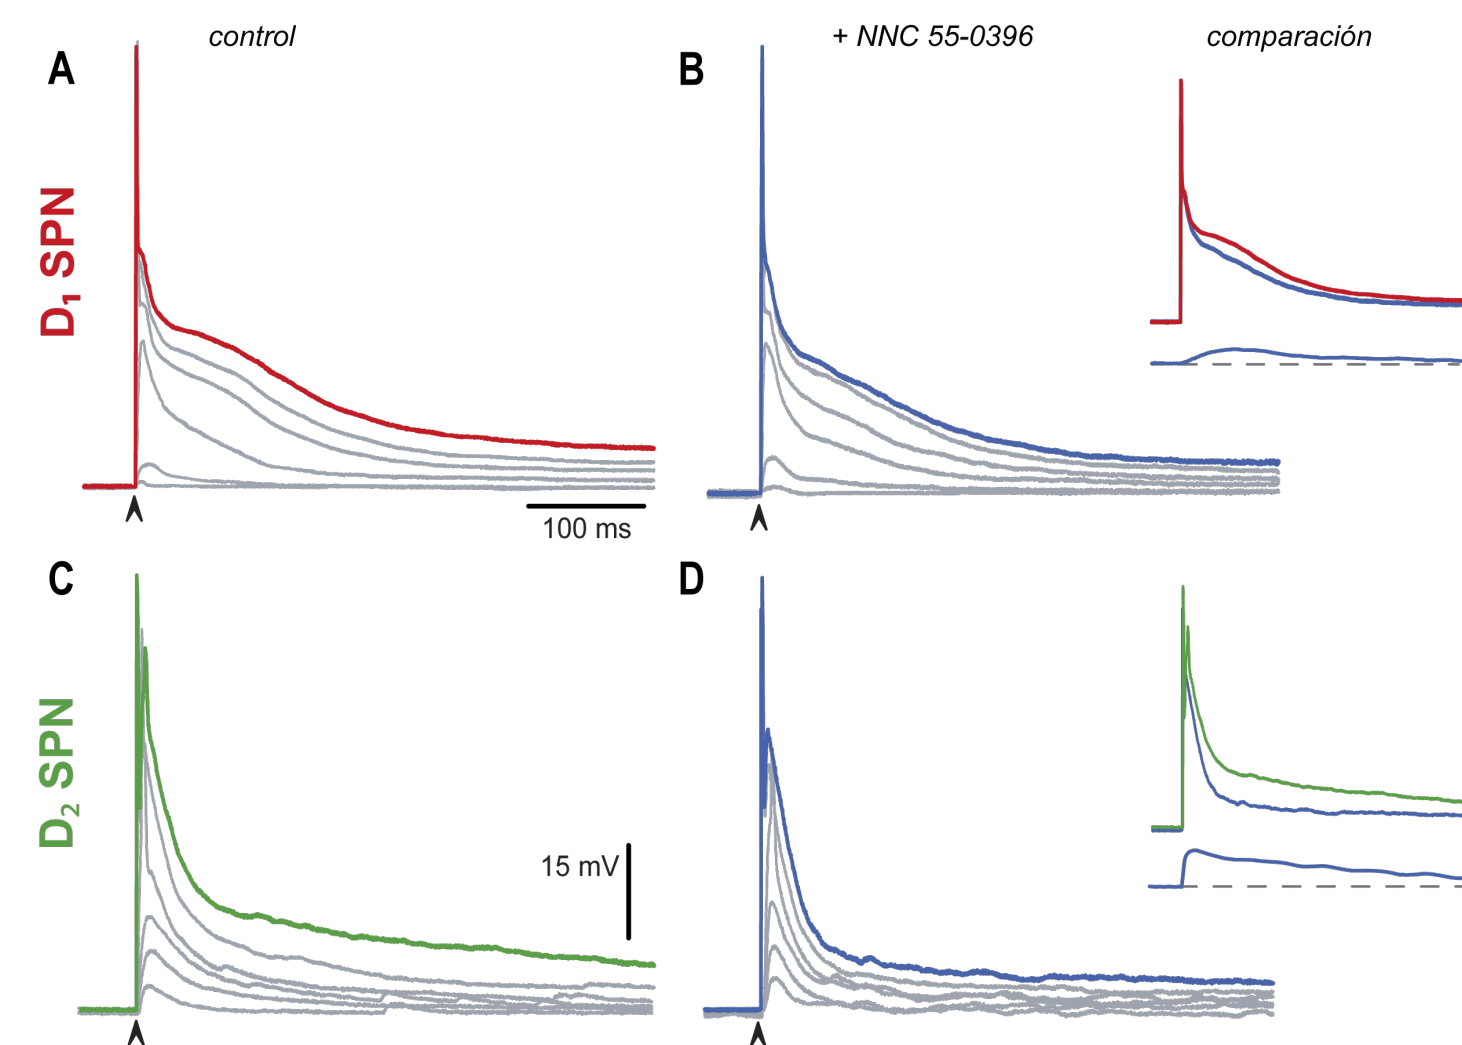 control
+ NNC 55-0396
comparación
A
B
D₁ SPN
100 ms
C
D
D₂ SPN
15 mV